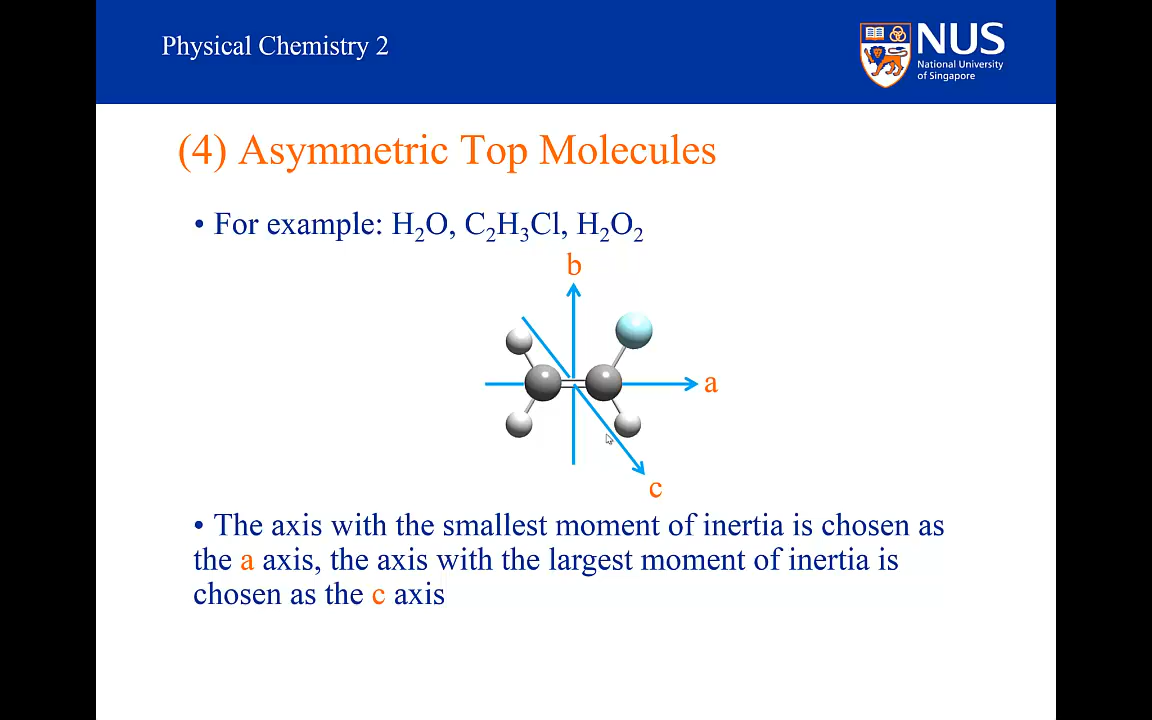 Physical Chemistry 2
NUS
National University
of Singapore
(4) Asymmetric Top Molecules
• For example: H₂O, C₂H₃Cl, H₂O₂
b
a
c
• The axis with the smallest moment of inertia is chosen as
the a axis, the axis with the largest moment of inertia is
chosen as the c axis